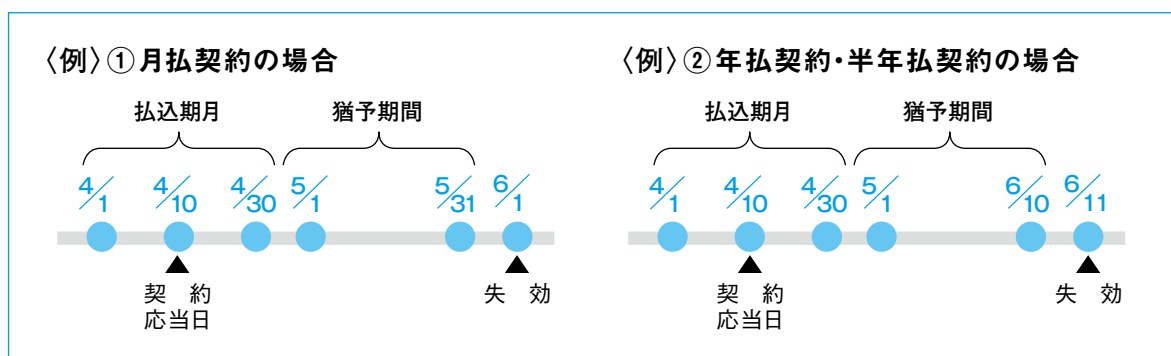 〈例〉①月払契約の場合
払込期月 猶予期間
4/1 4/10 4/30 5/1 5/31 6/1
契約
応当日
失効
〈例〉②年払契約・半年払契約の場合
払込期月 猶予期間
4/1 4/10 4/30 5/1 6/10 6/11
契約
応当日
失効